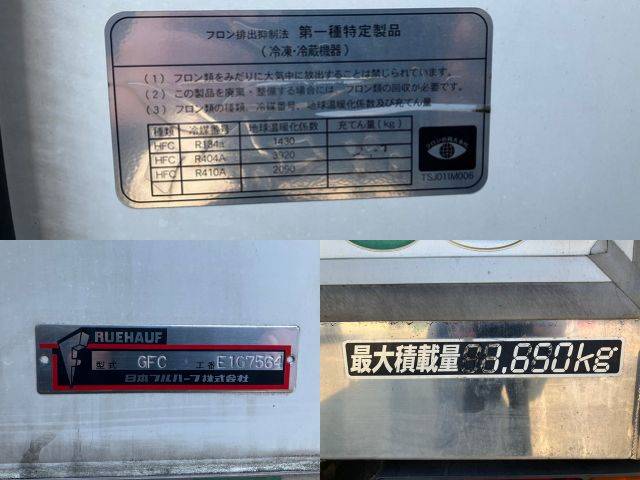 フロン排出抑制法 第一種特定製品
(冷凍・冷蔵機器)
(1) フロン類をみだりに大気中に放出することは禁じられています。
(2) この製品を廃棄・整備する場合には、フロン類の回収が必要です。
(3) フロン類の種類、冷媒番号、地球温暖化係数及び充てん量
種類 冷媒番号 地球温暖化係数 充てん量(kg)
HFC R134a 1430
HFC R404A 3920
HFC R410A 2090
TSJ011M006
RUEHAUF
型式 GFC 工番 E1G7564
日本フルハーフ株式会社
最大積載量 ,650kg